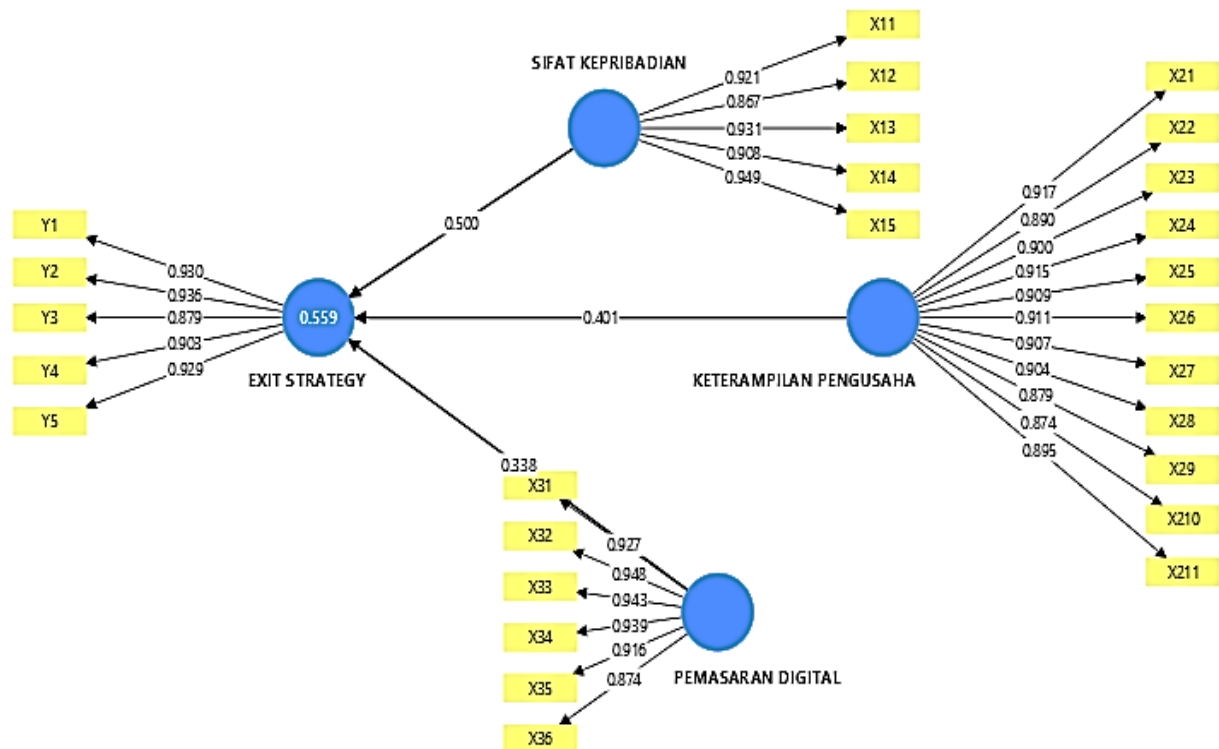 SIFAT KEPRIBADIAN
X11
X12
X13
X14
X15
0.921
0.867
0.931
0.908
0.949
0.500
Y1
Y2
Y3
Y4
Y5
0.930
0.936
0.879
0.903
0.929
0.559
EXIT STRATEGY
0.401
KETERAMPILAN PENGUSAHA
X21
X22
X23
X24
X25
X26
X27
X28
X29
X210
X211
0.917
0.890
0.900
0.915
0.909
0.911
0.907
0.904
0.879
0.874
0.895
0.338
X31
X32
X33
X34
X35
X36
0.927
0.948
0.943
0.939
0.916
0.874
PEMASARAN DIGITAL